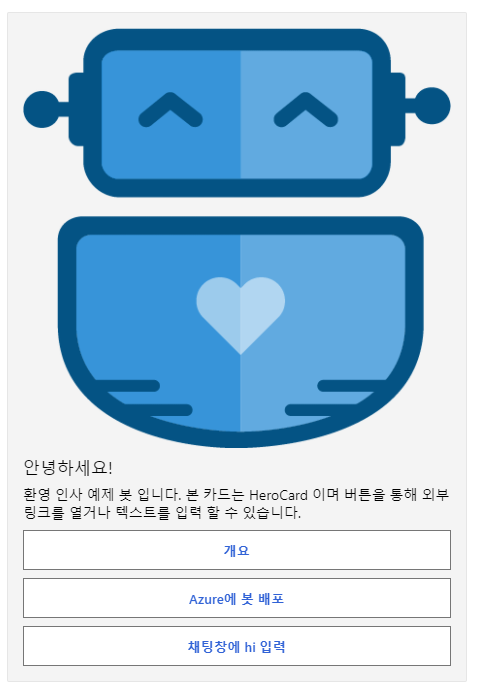 안녕하세요!
환영 인사 예제 봇 입니다. 본 카드는 HeroCard 이며 버튼을 통해 외부
링크를 열거나 텍스트를 입력 할 수 있습니다.
개요
Azure에 봇 배포
채팅창에 hi 입력